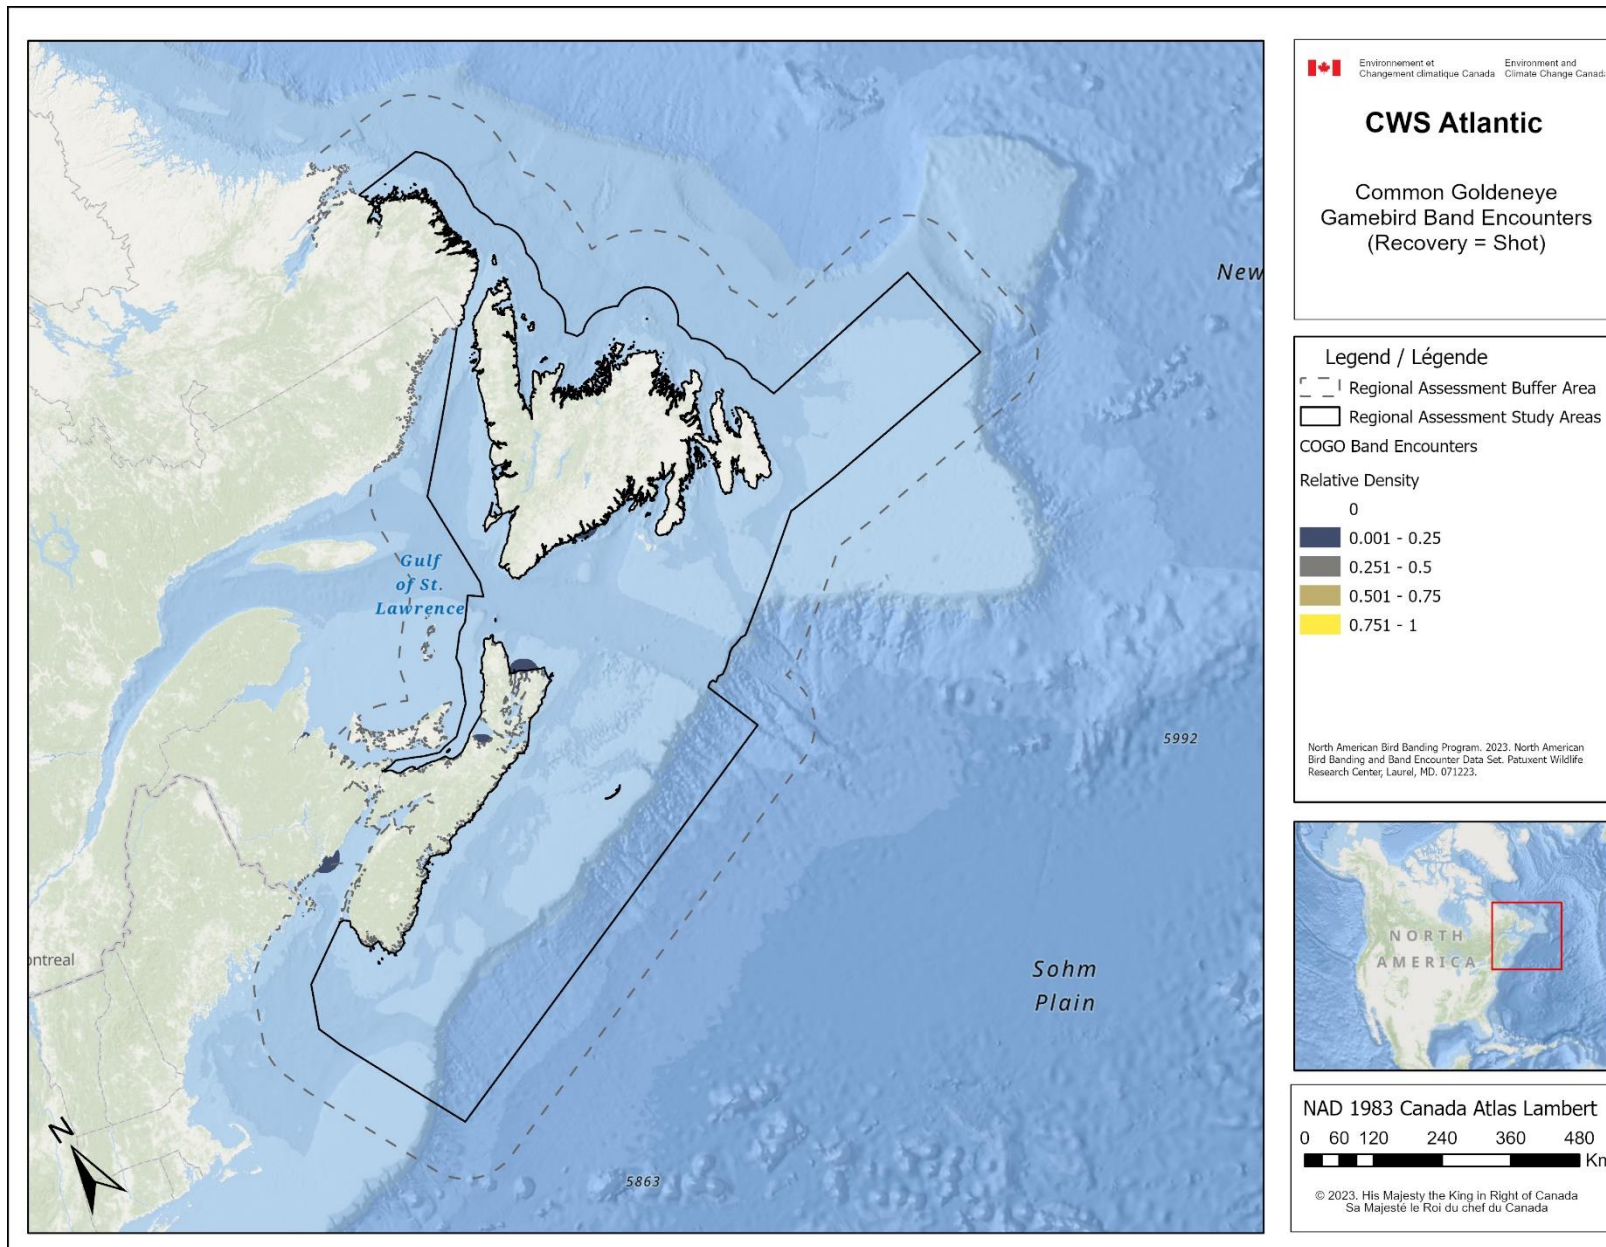 Environnement et
Changement climatique Canada
Environment and
Climate Change Canada
CWS Atlantic
Common Goldeneye
Gamebird Band Encounters
(Recovery = Shot)
Legend / Légende
Regional Assessment Buffer Area
Regional Assessment Study Areas
COGO Band Encounters
Relative Density
0
0.001 - 0.25
0.251 - 0.5
0.501 - 0.75
0.751 - 1
North American Bird Banding Program. 2023. North American
Bird Banding and Band Encounter Data Set. Patuxent Wildlife
Research Center, Laurel, MD. 071223.
NORTH
AMERICA
NAD 1983 Canada Atlas Lambert
0 60 120 240 360 480
Km
© 2023. His Majesty the King in Right of Canada
Sa Majesté le Roi du chef du Canada
New
Gulf
of St.
Lawrence
5992
ontreal
Sohm
Plain
5863
N